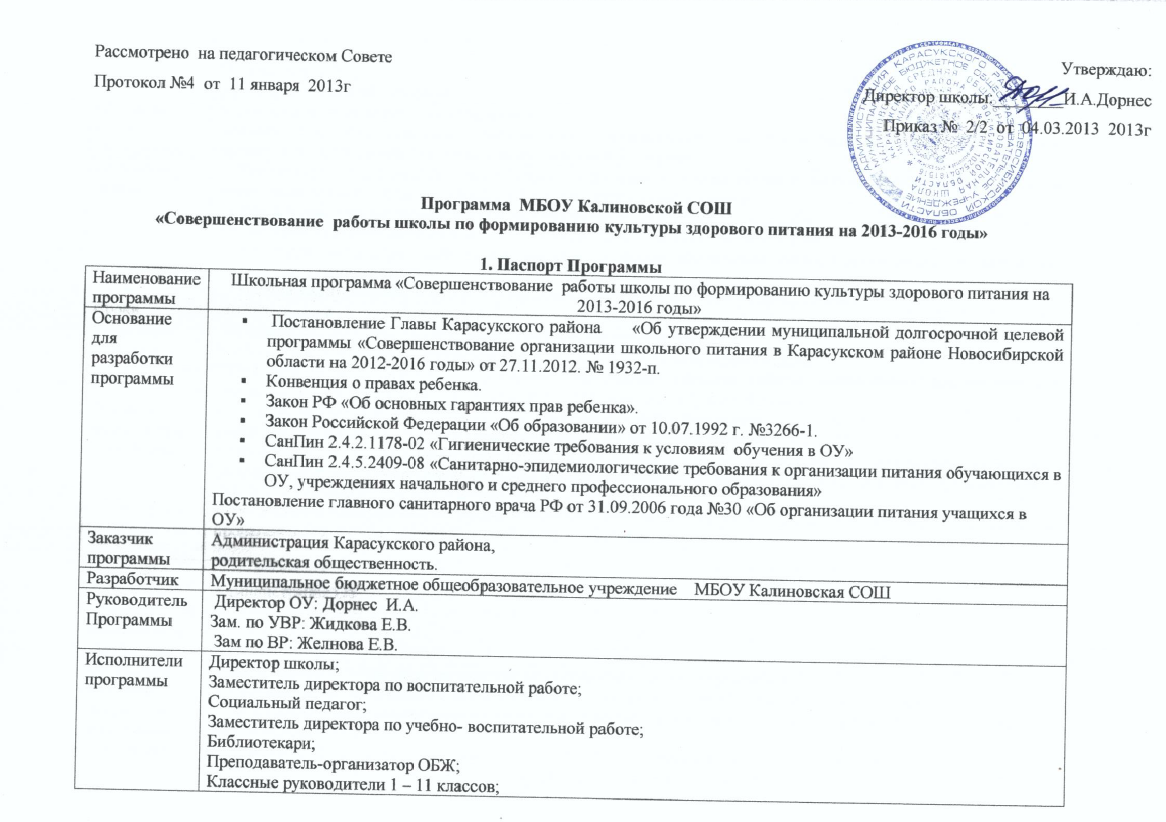 Рассмотрено на педагогическом Совете
Протокол №4 от 11 января 2013г
Утверждаю:
Директор школы: И.А.Дорнес
Приказ № 2/2 от 04.03.2013 2013г
Программа МБОУ Калиновской СОШ
«Совершенствование работы школы по формированию культуры здорового питания на 2013-2016 годы»
1. Паспорт Программы
Наименование
программы
Школьная программа «Совершенствование работы школы по формированию культуры здорового питания на
2013-2016 годы»
Основание
для
разработки
программы
▪ Постановление Главы Карасукского района «Об утверждении муниципальной долгосрочной целевой
программы «Совершенствование организации школьного питания в Карасукском районе Новосибирской
области на 2012-2016 годы» от 27.11.2012. № 1932-п.
▪ Конвенция о правах ребенка.
▪ Закон РФ «Об основных гарантиях прав ребенка».
▪ Закон Российской Федерации «Об образовании» от 10.07.1992 г. №3266-1.
▪ СанПин 2.4.2.1178-02 «Гигиенические требования к условиям обучения в ОУ»
▪ СанПин 2.4.5.2409-08 «Санитарно-эпидемиологические требования к организации питания обучающихся в
ОУ, учреждениях начального и среднего профессионального образования»
Постановление главного санитарного врача РФ от 31.09.2006 года №30 «Об организации питания учащихся в
ОУ»
Заказчик
программы
Администрация Карасукского района,
родительская общественность.
Разработчик
Муниципальное бюджетное общеобразовательное учреждение МБОУ Калиновская СОШ
Руководитель
Программы
Директор ОУ: Дорнес И.А.
Зам. по УВР: Жидкова Е.В.
Зам по ВР: Желнова Е.В.
Исполнители
программы
Директор школы;
Заместитель директора по воспитательной работе;
Социальный педагог;
Заместитель директора по учебно- воспитательной работе;
Библиотекари;
Преподаватель-организатор ОБЖ;
Классные руководители 1 – 11 классов;